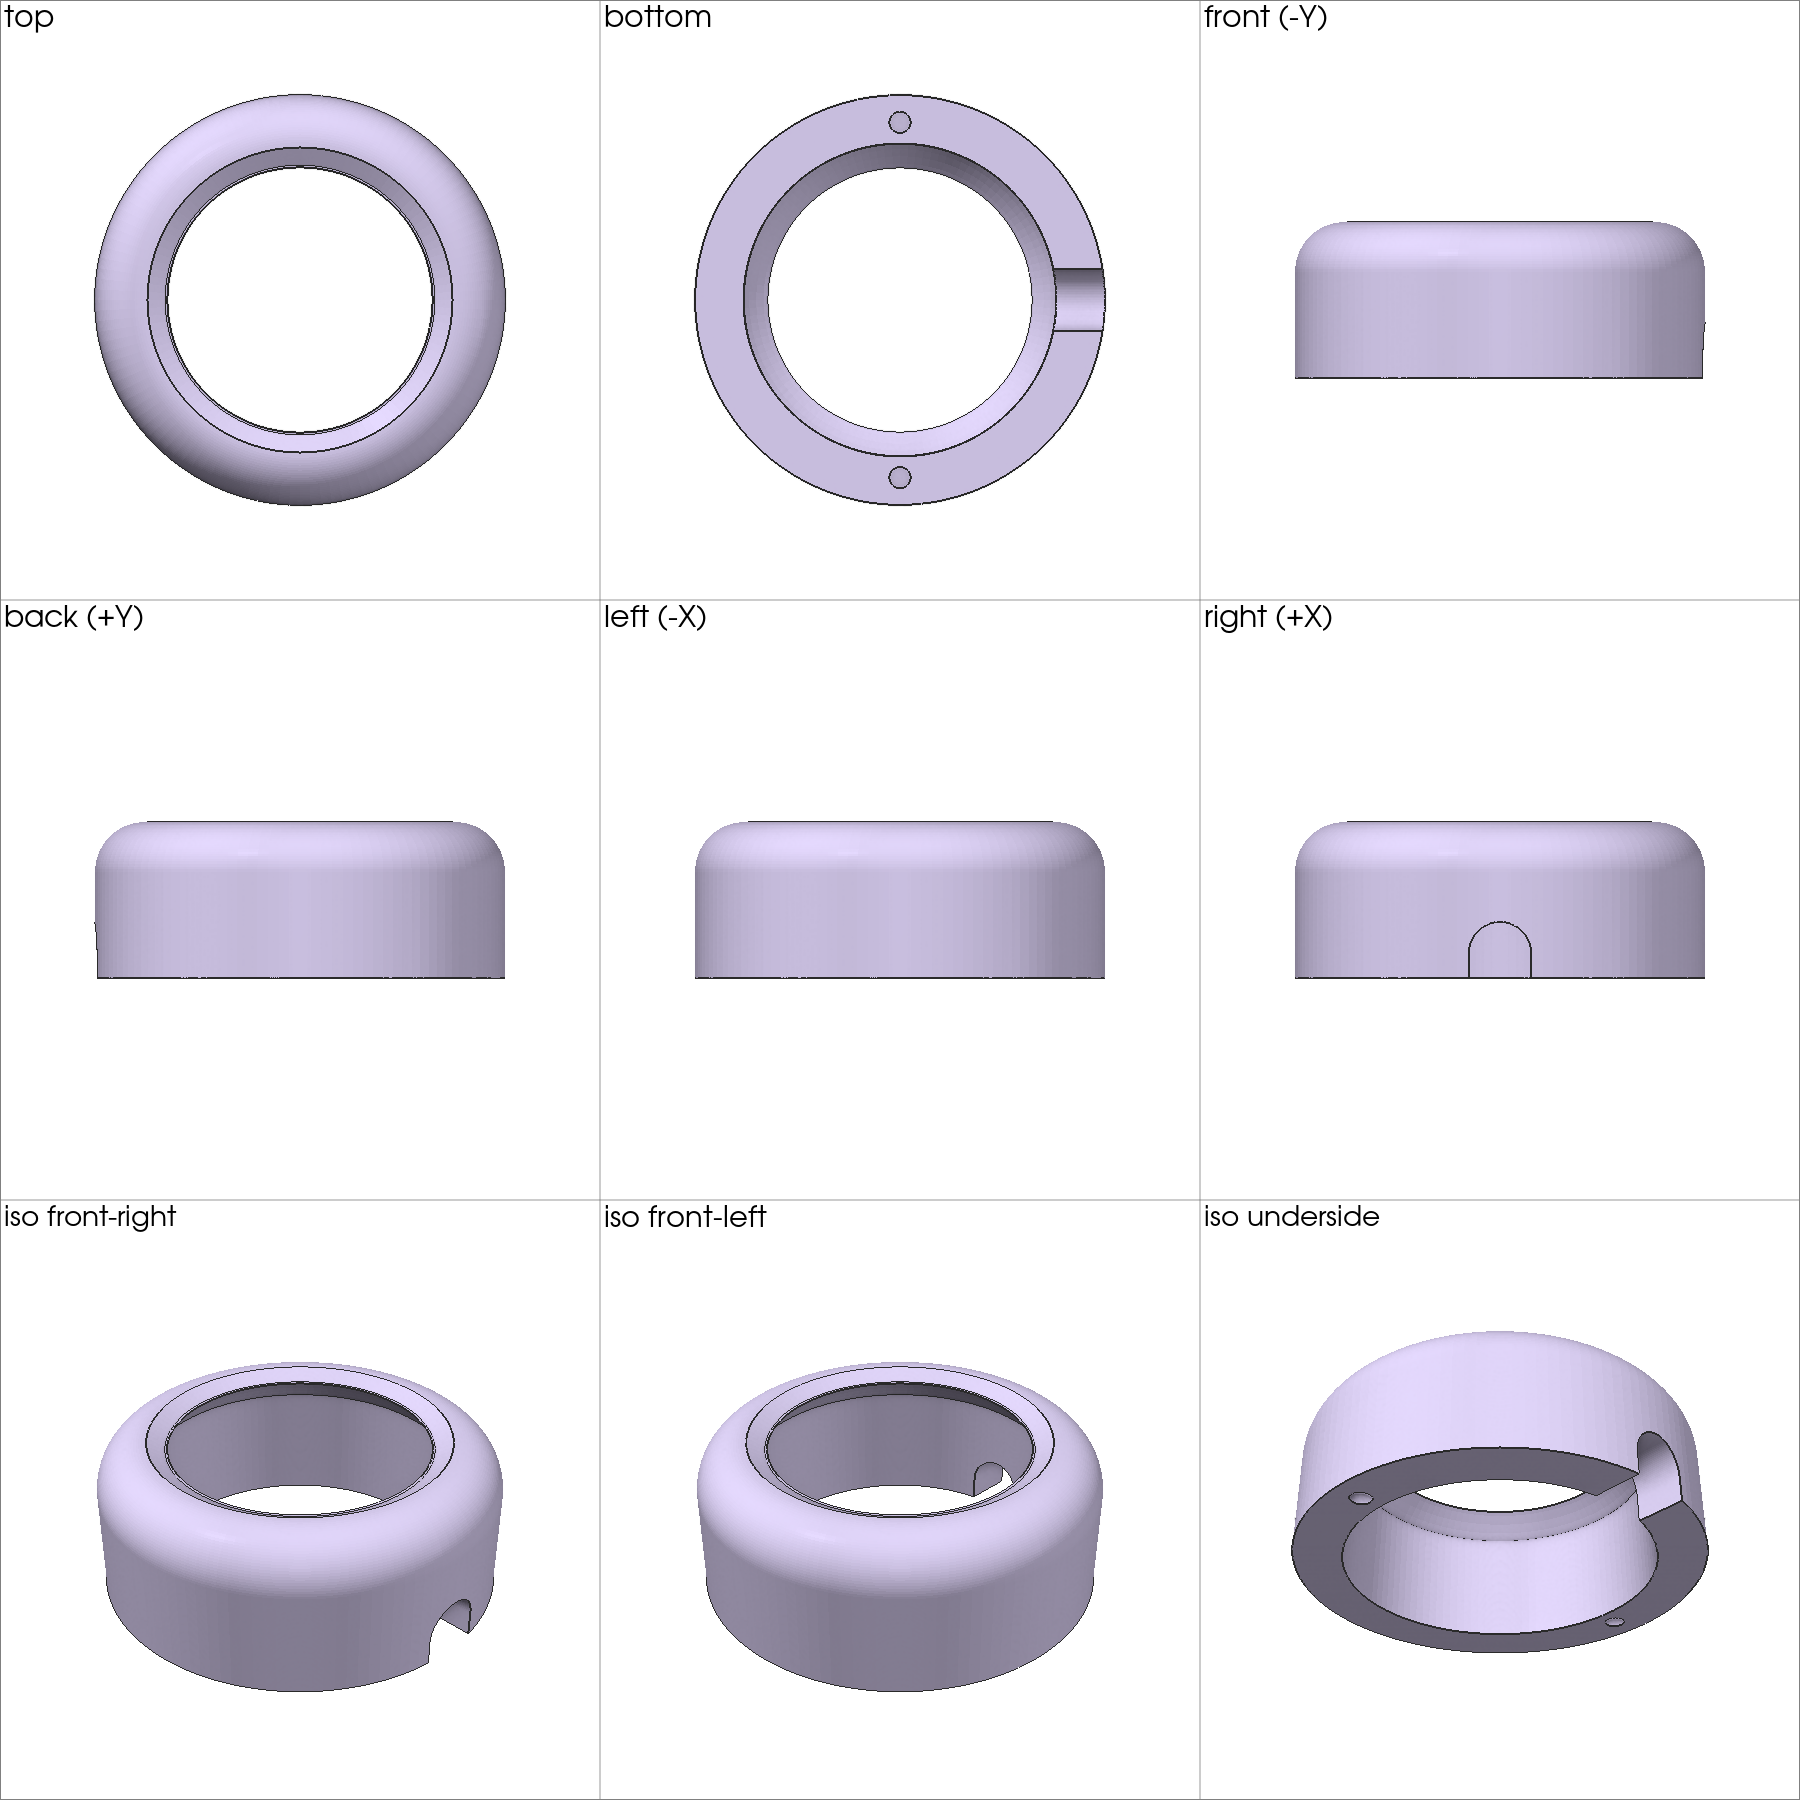 top
bottom
front (-Y)
back (+Y)
left (-X)
right (+X)
iso front-right
iso front-left
iso underside